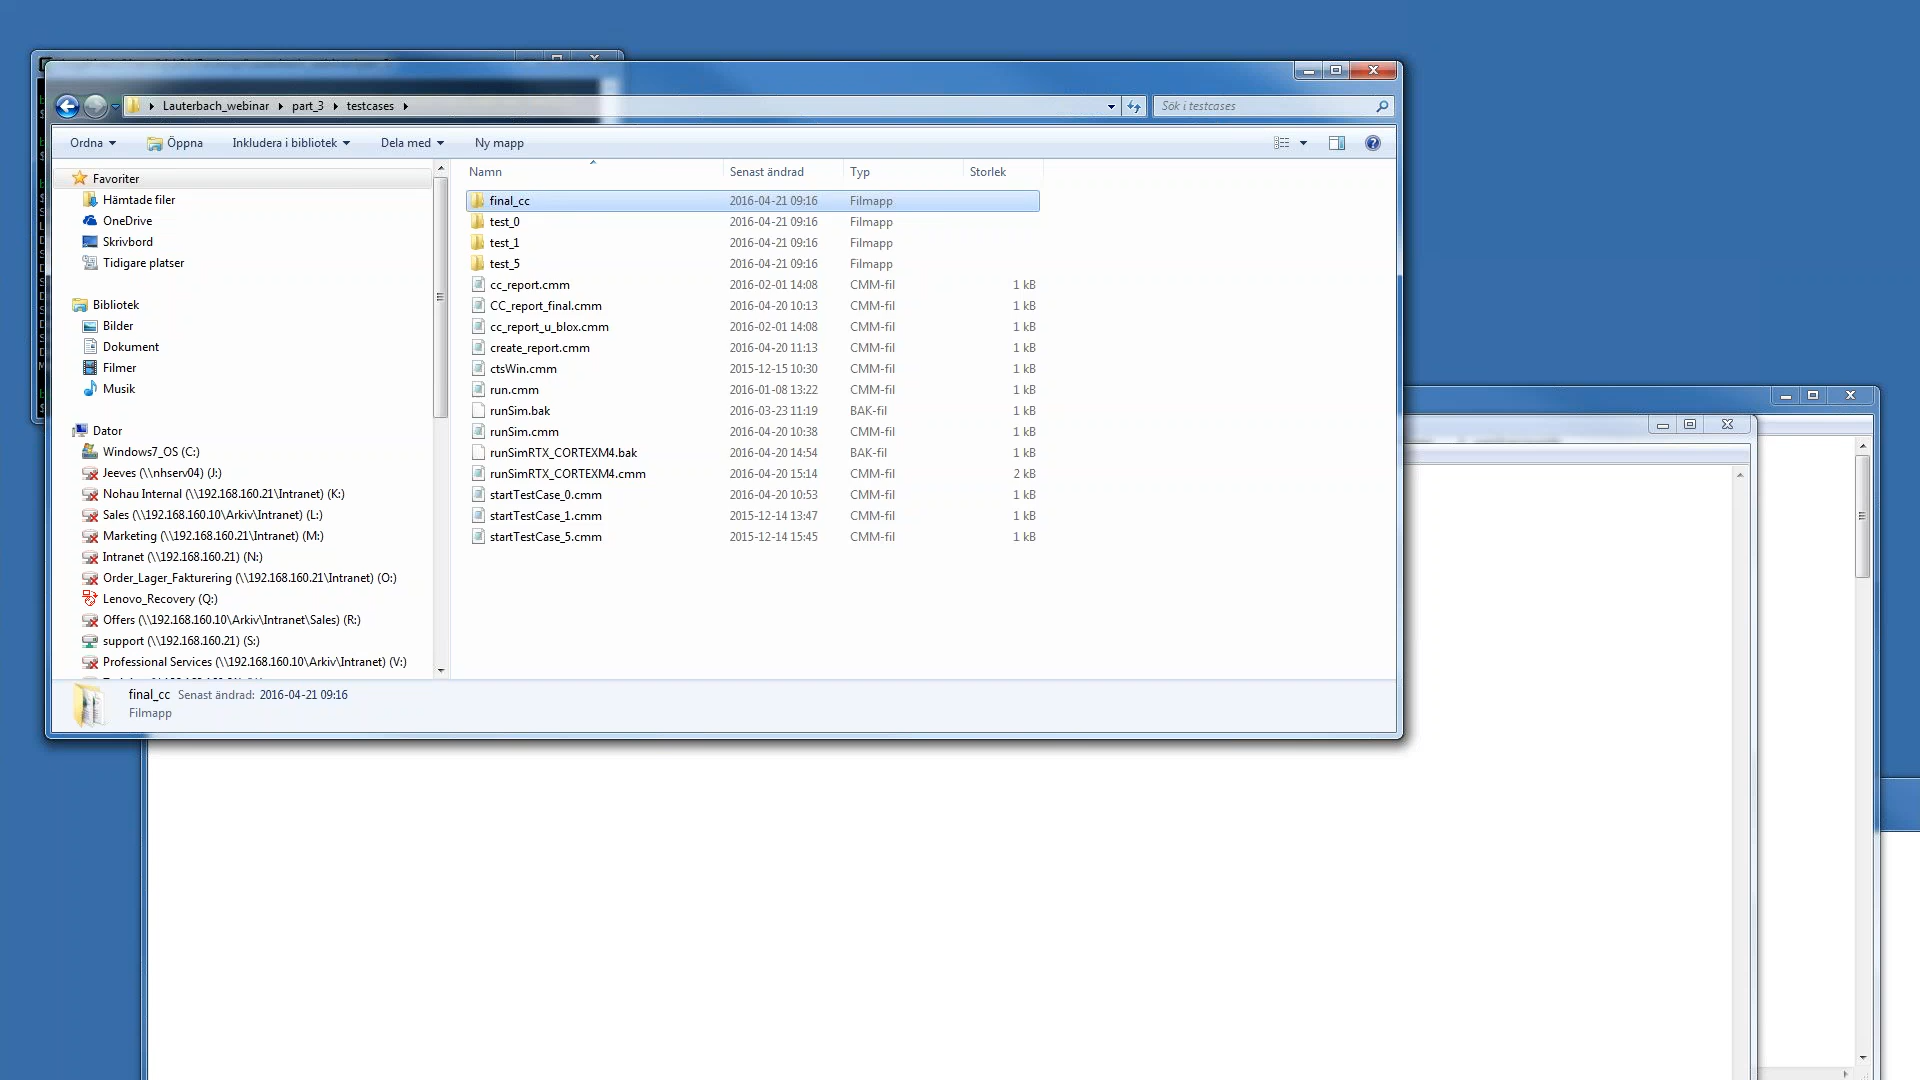 Lauterbach_webinar part_3 testcases
Sök i testcases
Ordna Öppna Inkludera i bibliotek Dela med Ny mapp
Namn Senast ändrad Typ Storlek
Favoriter
Hämtade filer
OneDrive
Skrivbord
Tidigare platser
Bibliotek
Bilder
Dokument
Filmer
Musik
Dator
Windows7_OS (C:)
Jeeves (\\nhserv04) (J:)
Nohau Internal (\\192.168.160.21\Intranet) (K:)
Sales (\\192.168.160.10\Arkiv\Intranet) (L:)
Marketing (\\192.168.160.21\Intranet) (M:)
Intranet (\\192.168.160.21) (N:)
Order_Lager_Fakturering (\\192.168.160.21\Intranet) (O:)
Lenovo_Recovery (Q:)
Offers (\\192.168.160.10\Arkiv\Intranet\Sales) (R:)
support (\\192.168.160.21) (S:)
Professional Services (\\192.168.160.10\Arkiv\Intranet) (V:)
final_cc 2016-04-21 09:16 Filmapp
test_0 2016-04-21 09:16 Filmapp
test_1 2016-04-21 09:16 Filmapp
test_5 2016-04-21 09:16 Filmapp
cc_report.cmm 2016-02-01 14:08 CMM-fil 1 kB
CC_report_final.cmm 2016-04-20 10:13 CMM-fil 1 kB
cc_report_u_blox.cmm 2016-02-01 14:08 CMM-fil 1 kB
create_report.cmm 2016-04-20 11:13 CMM-fil 1 kB
ctsWin.cmm 2015-12-15 10:30 CMM-fil 1 kB
run.cmm 2016-01-08 13:22 CMM-fil 1 kB
runSim.bak 2016-03-23 11:19 BAK-fil 1 kB
runSim.cmm 2016-04-20 10:38 CMM-fil 1 kB
runSimRTX_CORTEXM4.bak 2016-04-20 14:54 BAK-fil 1 kB
runSimRTX_CORTEXM4.cmm 2016-04-20 15:14 CMM-fil 2 kB
startTestCase_0.cmm 2016-04-20 10:53 CMM-fil 1 kB
startTestCase_1.cmm 2015-12-14 13:47 CMM-fil 1 kB
startTestCase_5.cmm 2015-12-14 15:45 CMM-fil 1 kB
final_cc Senast ändrad: 2016-04-21 09:16
Filmapp